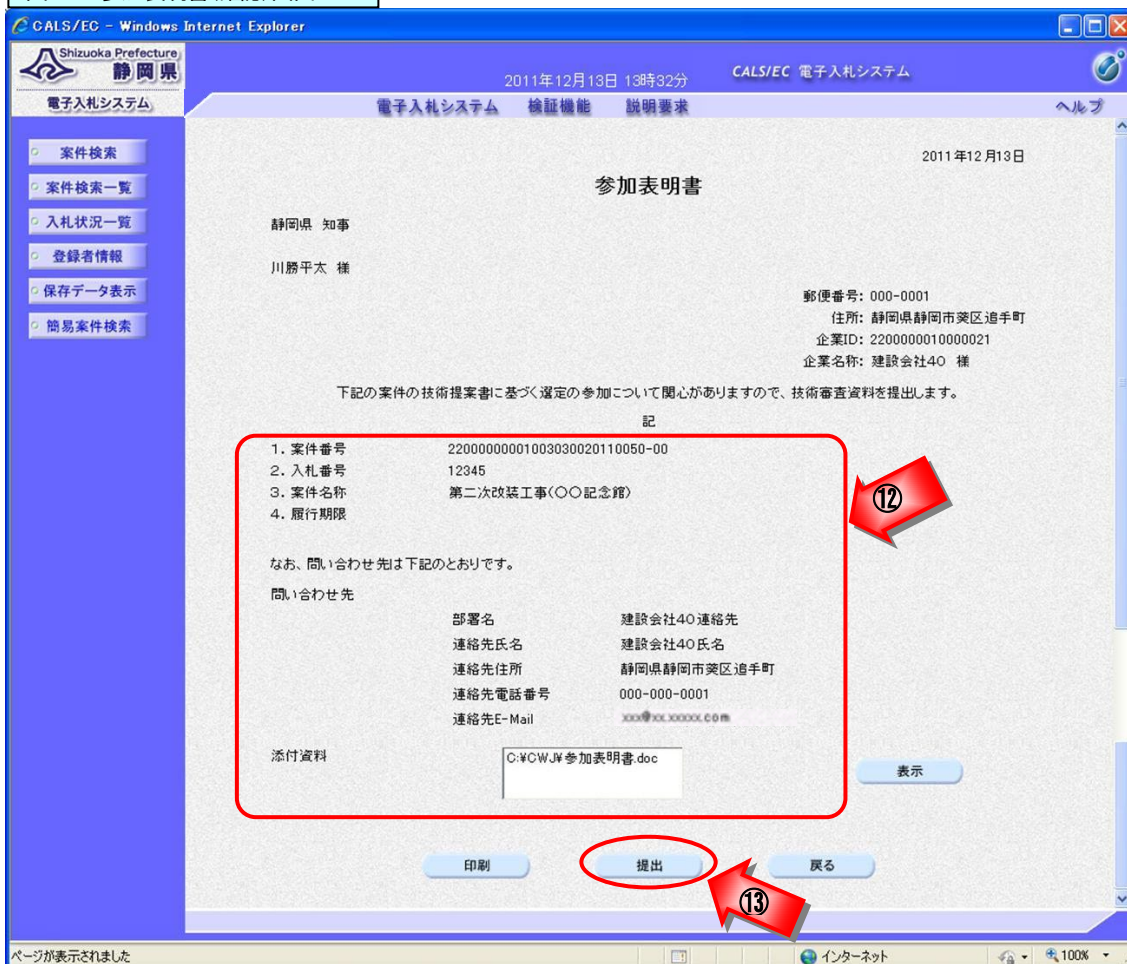 CALS/EC - Windows Internet Explorer
Shizuoka Prefecture
静岡県
電子入札システム
2011年12月13日 13時32分
CALS/EC 電子入札システム
電子入札システム 検証機能 説明要求
ヘルプ
案件検索
案件検索一覧
入札状況一覧
登録者情報
保存データ表示
簡易案件検索
2011年12月13日
参加表明書
静岡県 知事
川勝平太 様
郵便番号: 000-0001
住所: 静岡県静岡市葵区追手町
企業ID: 2200000010000021
企業名称: 建設会社40 様
下記の案件の技術提案書に基づく選定の参加について関心がありますので、技術審査資料を提出します。
記
1. 案件番号 22000000001003030020110050-00
2. 入札番号 12345
3. 案件名称 第二次改装工事(〇〇記念館)
4. 履行期限
⑫
なお、問い合わせ先は下記のとおりです。
問い合わせ先
部署名 建設会社40連絡先
連絡先氏名 建設会社40氏名
連絡先住所 静岡県静岡市葵区追手町
連絡先電話番号 000-000-0001
連絡先E-Mail xxx@xx.xxxxx.com
添付資料 C:¥CWJ¥参加表明書.doc
表示
印刷 提出 戻る
⑬
ページが表示されました
インターネット
100%